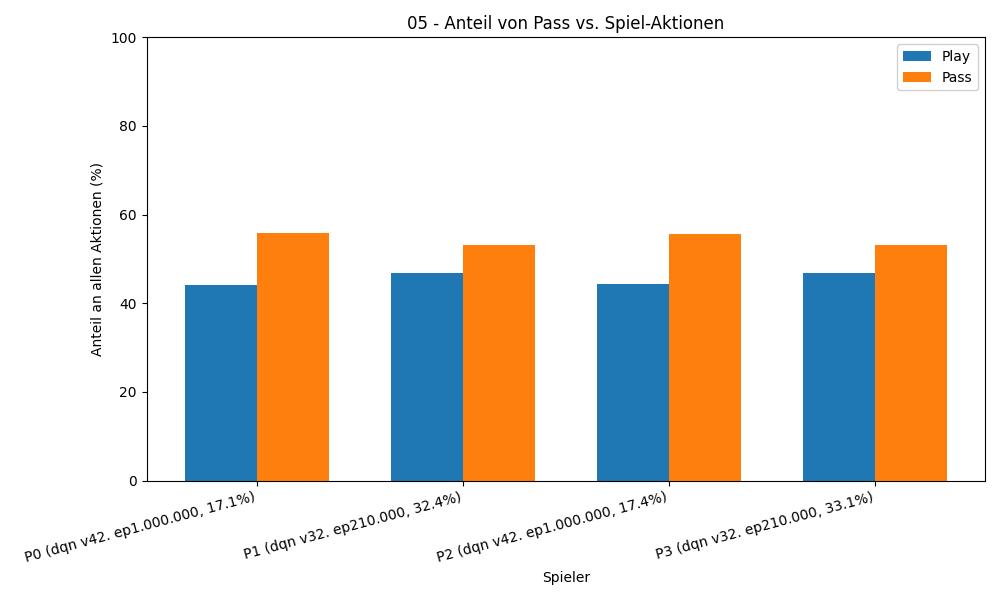 05 - Anteil von Pass vs. Spiel-Aktionen
100
80
60
40
20
0
Anteil an allen Aktionen (%)
Play
Pass
P0 (dqn v42. ep1.000.000, 17.1%)
P1 (dqn v32. ep210.000, 32.4%)
P2 (dqn v42. ep1.000.000, 17.4%)
P3 (dqn v32. ep210.000, 33.1%)
Spieler